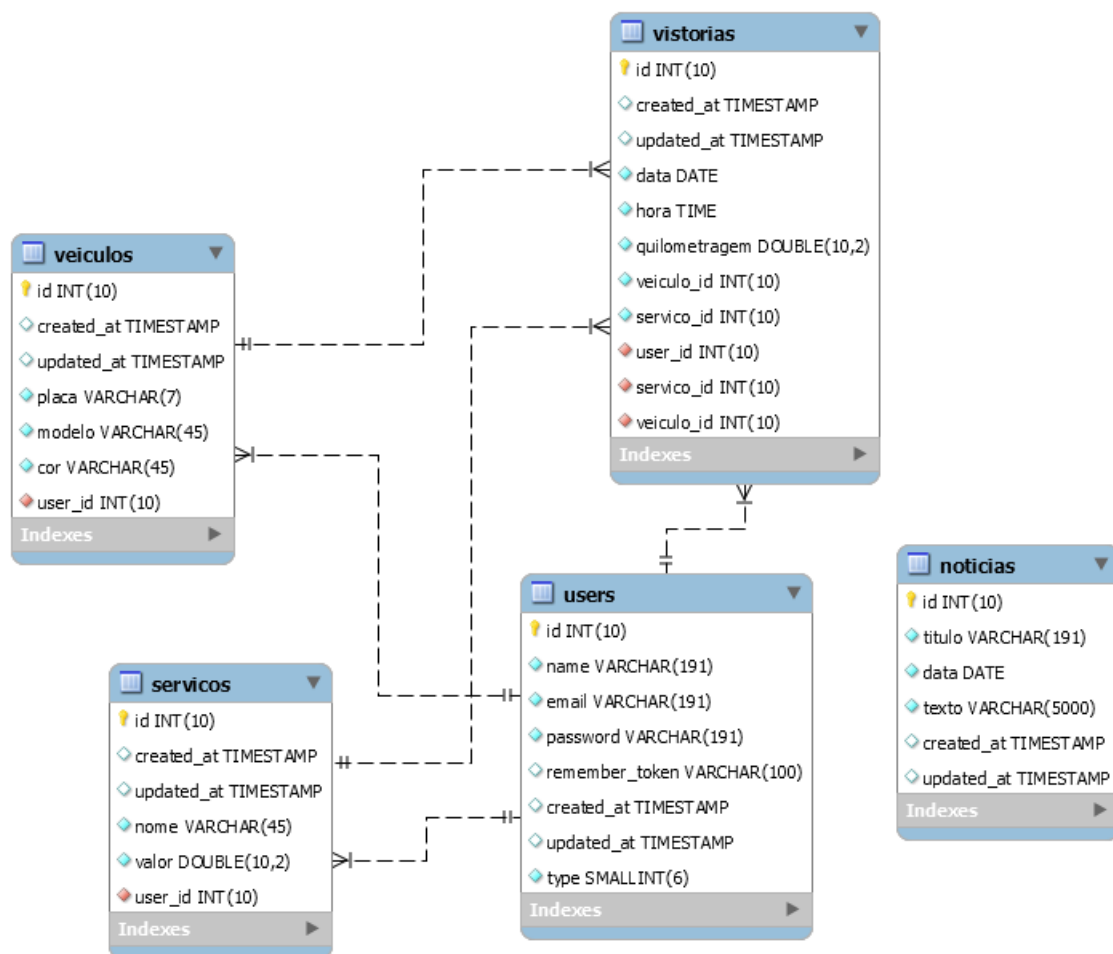 vistorias
id INT(10)
created_at TIMESTAMP
updated_at TIMESTAMP
data DATE
hora TIME
quilometragem DOUBLE(10,2)
veiculo_id INT(10)
servico_id INT(10)
user_id INT(10)
servico_id INT(10)
veiculo_id INT(10)
Indexes
veiculos
id INT(10)
created_at TIMESTAMP
updated_at TIMESTAMP
placa VARCHAR(7)
modelo VARCHAR(45)
cor VARCHAR(45)
user_id INT(10)
Indexes
users
id INT(10)
name VARCHAR(191)
email VARCHAR(191)
password VARCHAR(191)
remember_token VARCHAR(100)
created_at TIMESTAMP
updated_at TIMESTAMP
type SMALLINT(6)
Indexes
noticias
id INT(10)
titulo VARCHAR(191)
data DATE
texto VARCHAR(5000)
created_at TIMESTAMP
updated_at TIMESTAMP
Indexes
servicos
id INT(10)
created_at TIMESTAMP
updated_at TIMESTAMP
nome VARCHAR(45)
valor DOUBLE(10,2)
user_id INT(10)
Indexes